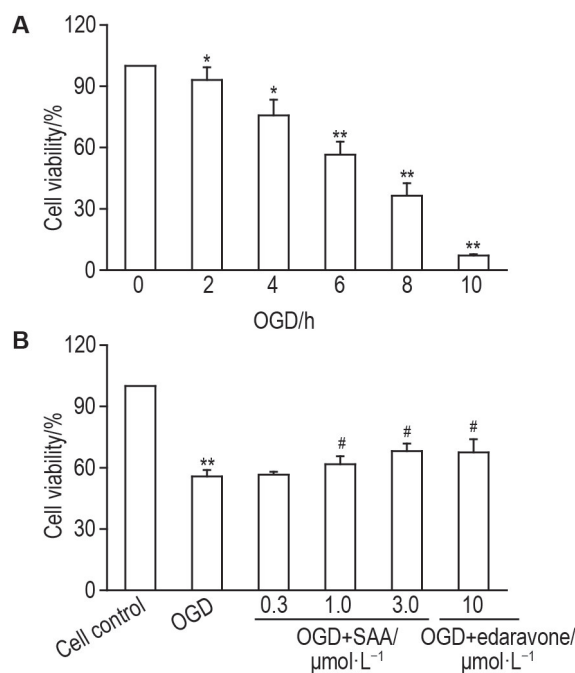 A
120
90
60
30
0
Cell viability/%
*
*
**
**
**
0 2 4 6 8 10
OGD/h
B
120
90
60
30
0
Cell viability/%
**
#
#
#
Cell control
OGD
0.3 1.0 3.0 10
OGD+SAA/ OGD+edaravone/
μmol·L⁻¹ μmol·L⁻¹